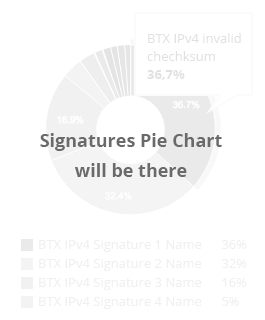 BTX IPv4 invalid
chechksum
36,7%
36.7%
16.9%
Signatures Pie Chart
will be there
32.4%
BTX IPv4 Signature 1 Name 36%
BTX IPv4 Signature 2 Name 32%
BTX IPv4 Signature 3 Name 16%
BTX IPv4 Signature 4 Name 5%